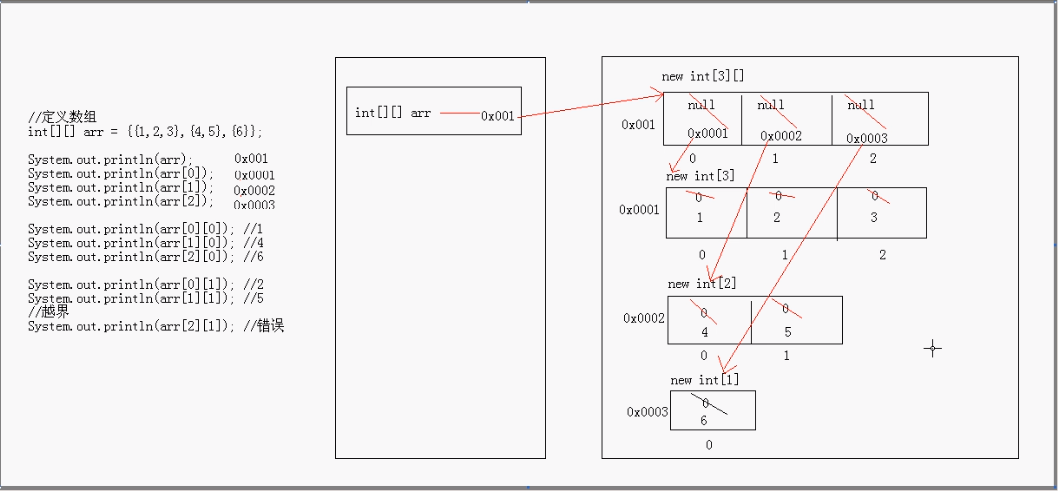 //定义数组
int[][] arr = {{1,2,3},{4,5},{6}};
System.out.println(arr); 0x001
System.out.println(arr[0]); 0x0001
System.out.println(arr[1]); 0x0002
System.out.println(arr[2]); 0x0003
System.out.println(arr[0][0]); //1
System.out.println(arr[1][0]); //4
System.out.println(arr[2][0]); //6
System.out.println(arr[0][1]); //2
System.out.println(arr[1][1]); //5
//越界
System.out.println(arr[2][1]); //错误
int[][] arr 0x001
new int[3][]
null null null
0x001 0x0001 0x0002 0x0003
0 1 2
new int[3]
0 0 0
0x0001 1 2 3
0 1 2
new int[2]
0 0
0x0002 4 5
0 1
new int[1]
0
0x0003 6
0